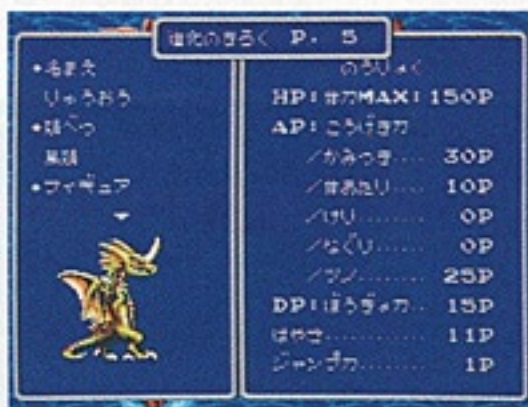 進化のきろく P. 5
•名まえ
りゅうおう
•類べつ
•フィギュア
のうりょく
HP:体力MAX:150P
AP:こうげき力
/かみつき.... 30P
/体あたり.... 10P
/けり....... 0P
/なぐり...... 0P
/ツノ........ 25P
DP:ぼうぎょ力.. 15P
はやさ........... 11P
ジャンプ力......... 1P